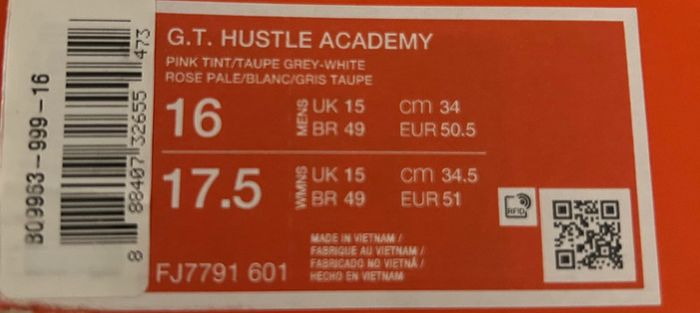 BO9963-999-16
8 88407 32655 473
G.T. HUSTLE ACADEMY
PINK TINT/TAUPE GREY-WHITE
ROSE PALE/BLANC/GRIS TAUPE
16 MENS UK 15 cm 34
BR 49 EUR 50.5
17.5 WMNS UK 15 cm 34.5
BR 49 EUR 51
RFID
MADE IN VIETNAM /
FABRIQUE AU VIETNAM /
FABRICADO NO VIETNÃ /
HECHO EN VIETNAM
FJ7791 601